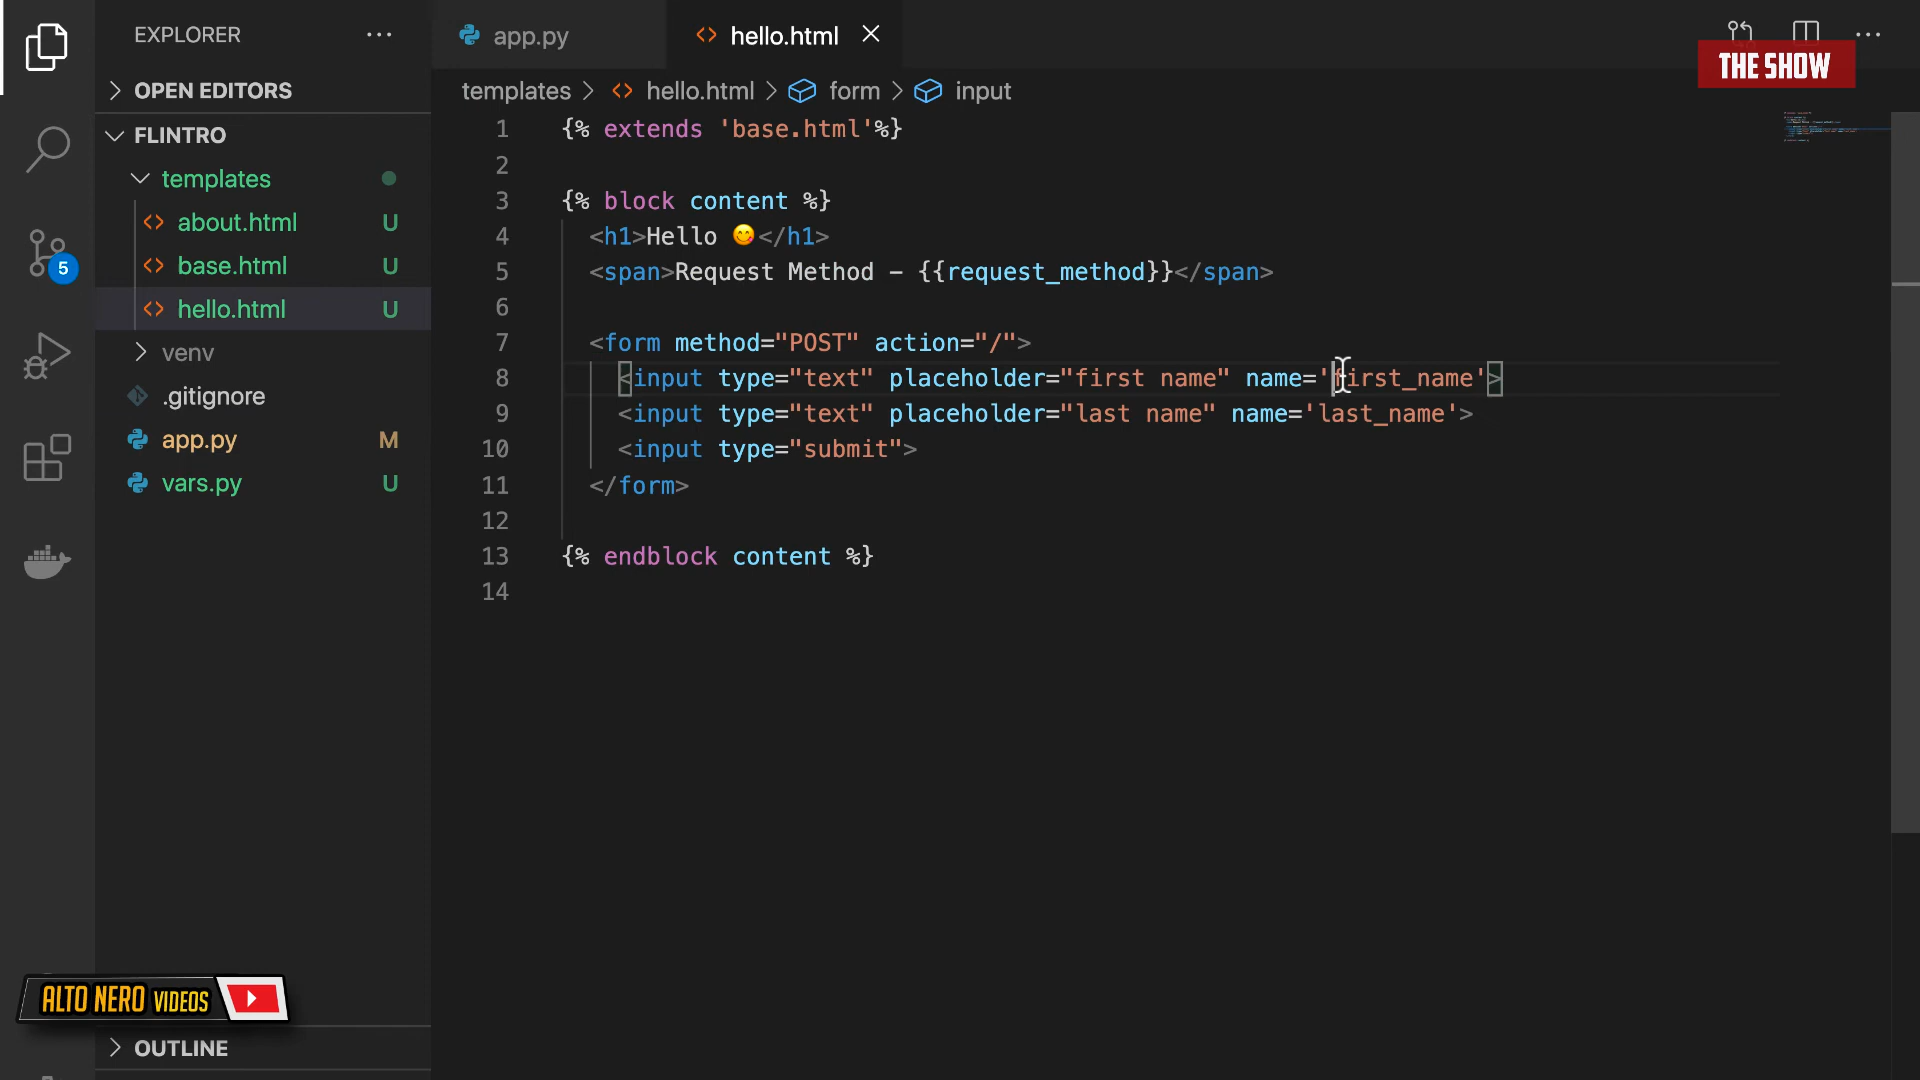 EXPLORER
OPEN EDITORS
FLINTRO
templates
about.html U
base.html U
hello.html U
venv
.gitignore
app.py M
vars.py U
5
OUTLINE
app.py
hello.html
THE SHOW
templates > hello.html > form > input
1 {% extends 'base.html'%}
2
3 {% block content %}
4 <h1>Hello 😋</h1>
5 <span>Request Method - {{request_method}}</span>
6
7 <form method="POST" action="/">
8 <input type="text" placeholder="first name" name='first_name'>
9 <input type="text" placeholder="last name" name='last_name'>
10 <input type="submit">
11 </form>
12
13 {% endblock content %}
14
ALTO NERO VIDEOS